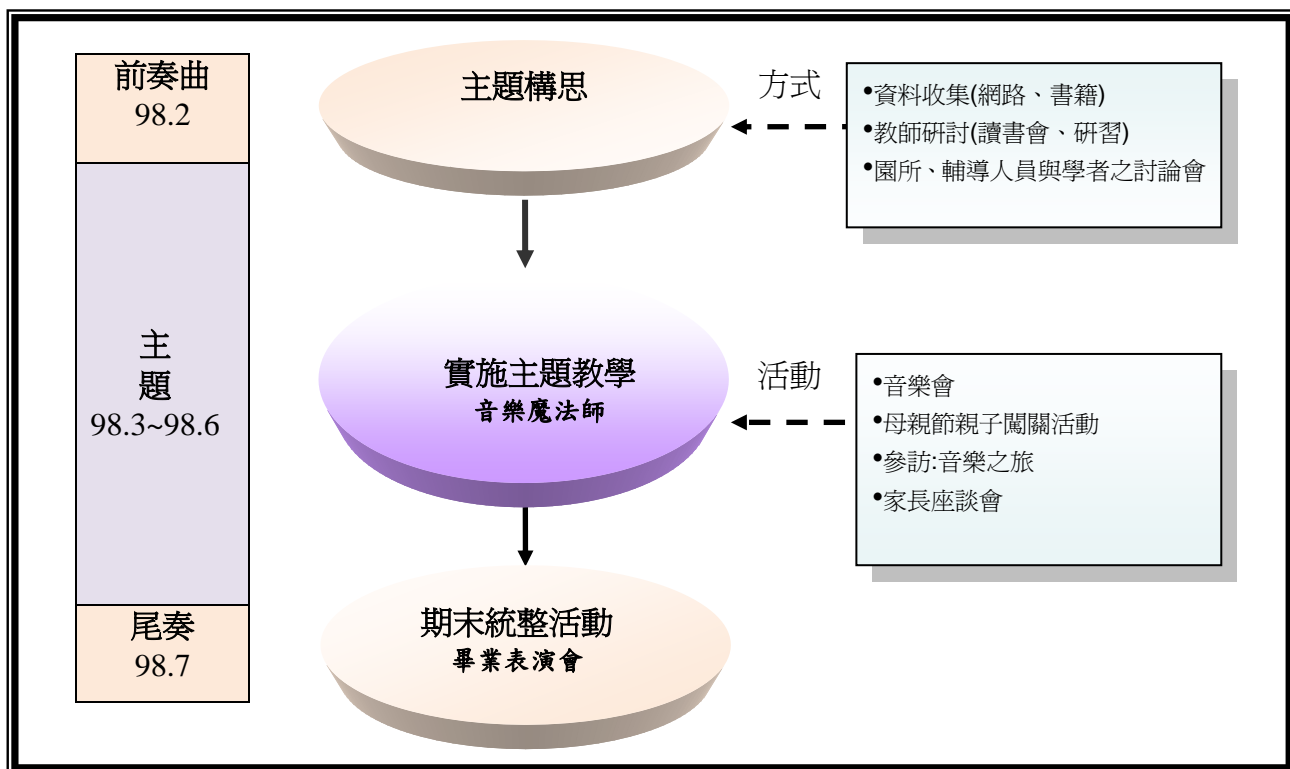 前奏曲
98.2
主題構思
方式
•資料收集(網路、書籍)
•教師研討(讀書會、研習)
•園所、輔導人員與學者之討論會
主
題
98.3~98.6
實施主題教學
音樂魔法師
活動
•音樂會
•母親節親子闖關活動
•參訪:音樂之旅
•家長座談會
尾奏
98.7
期末統整活動
畢業表演會